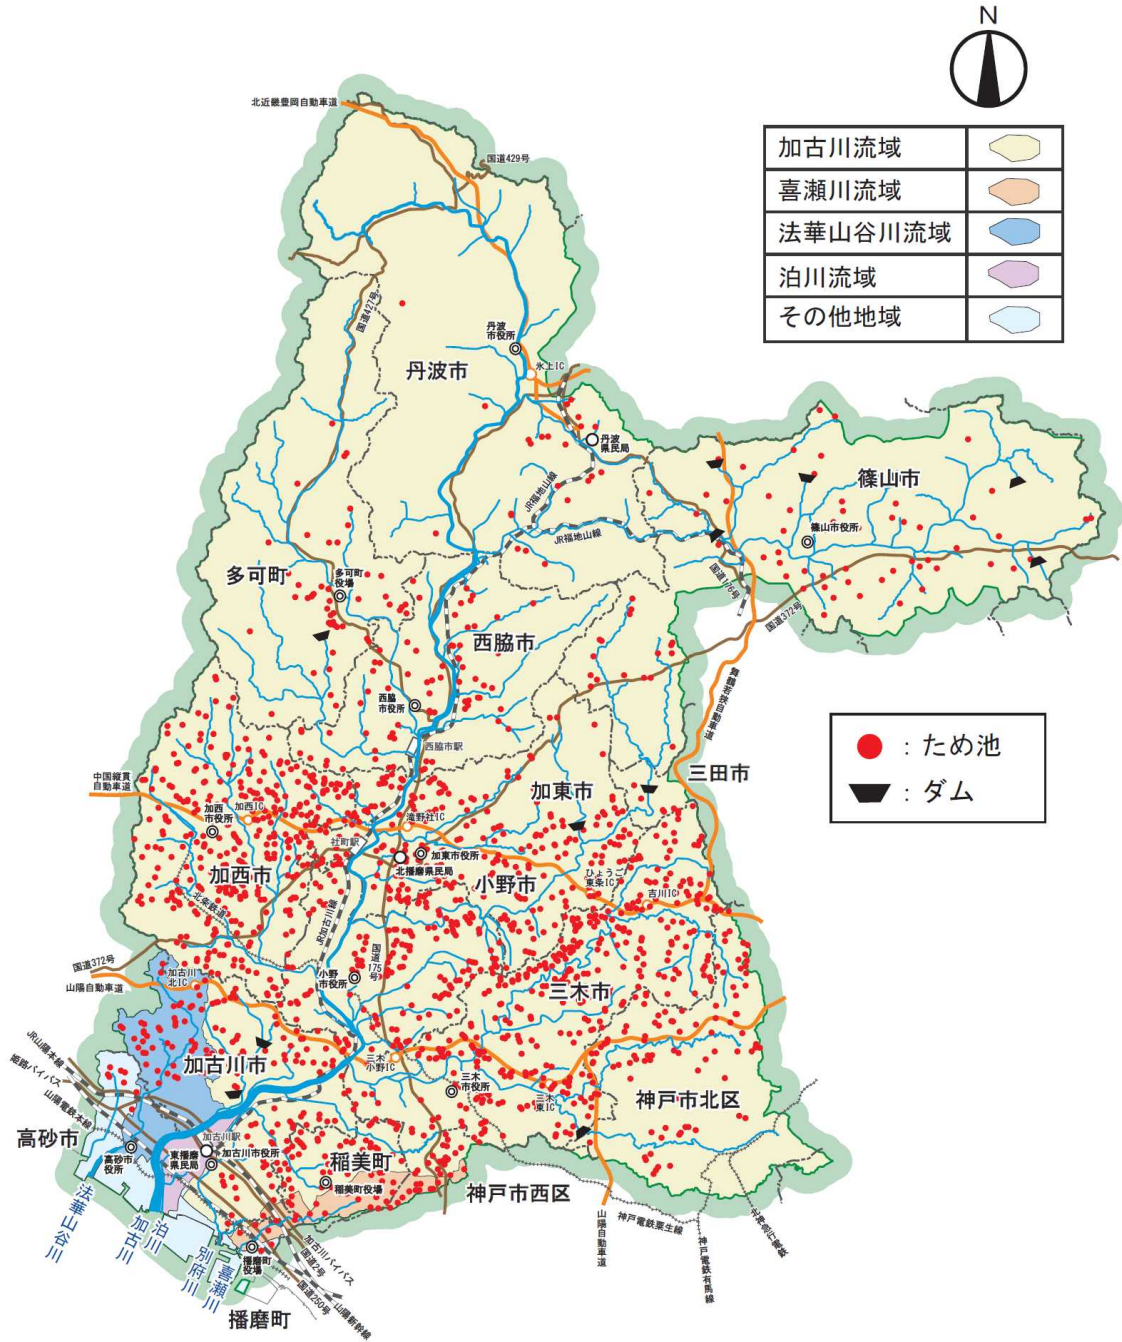 N
北近畿豊岡自動車道
国道429号
加古川流域
喜瀬川流域
法華山谷川流域
泊川流域
その他地域
国道427号
丹波
市役所
氷上IC
丹波市
丹波
県民局
篠山市
JR福地山線
篠山市役所
JR福地山線
国道176号
多可町
多可町
役場
国道372号
西脇市
西脇
市役所
舞鶴若狭自動車道
西脇市駅
三田市
：ため池
：ダム
中国縦貫
自動車道
加西
市役所
加西IC
加東市
滝野社IC
社町駅
加東市役所
北播磨県民局
加西市
小野市
ひょうご
東条IC
吉川IC
北条鉄道
JR加古川線
国道175号
国道372号
加古川
北IC
山陽自動車道
小野
市役所
三木市
JR山陽本線
姫路バイパス
山陽電鉄本線
加古川市
三木
小野IC
三木
市役所
三木
東IC
神戸市北区
高砂市
高砂市
役所
加古川駅
東播磨
県民局
加古川市役所
稲美町
稲美町役場
神戸市西区
法華山谷川
加古川
泊川
別府川
喜瀬川
播磨町
役場
播磨町
加古川バイパス
国道2号
国道250号
山陽新幹線
山陽自動車道
神戸電鉄粟生線
神戸電鉄有馬線
北神急行電鉄